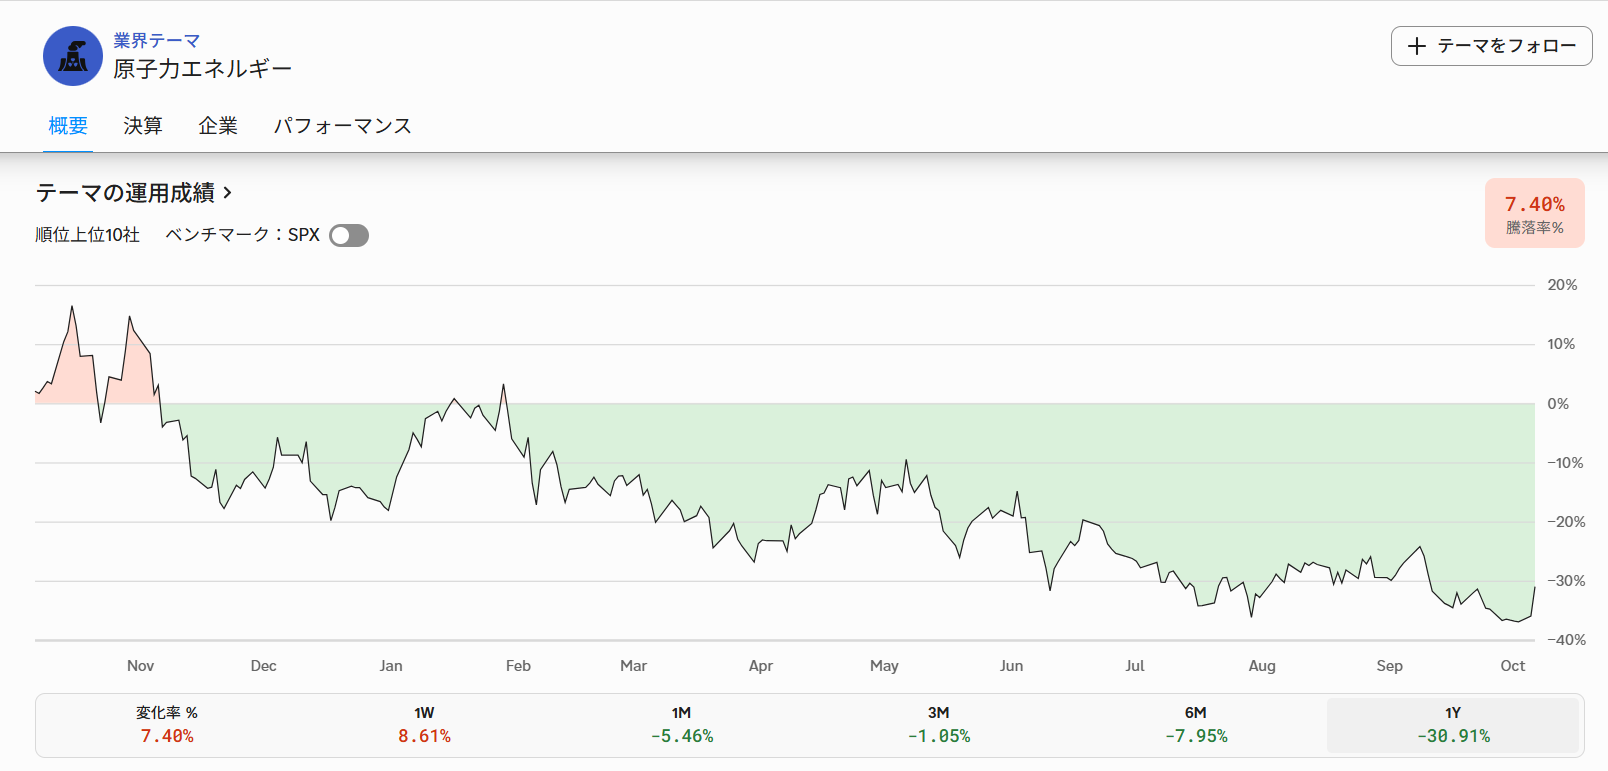 業界テーマ
原子力エネルギー
テーマをフォロー
概要 決算 企業 パフォーマンス
テーマの運用成績
7.40%
騰落率%
順位上位10社 ベンチマーク：SPX
20%
10%
0%
−10%
−20%
−30%
−40%
Nov Dec Jan Feb Mar Apr May Jun Jul Aug Sep Oct
変化率 % 1W 1M 3M 6M 1Y
7.40% 8.61% −5.46% −1.05% −7.95% −30.91%